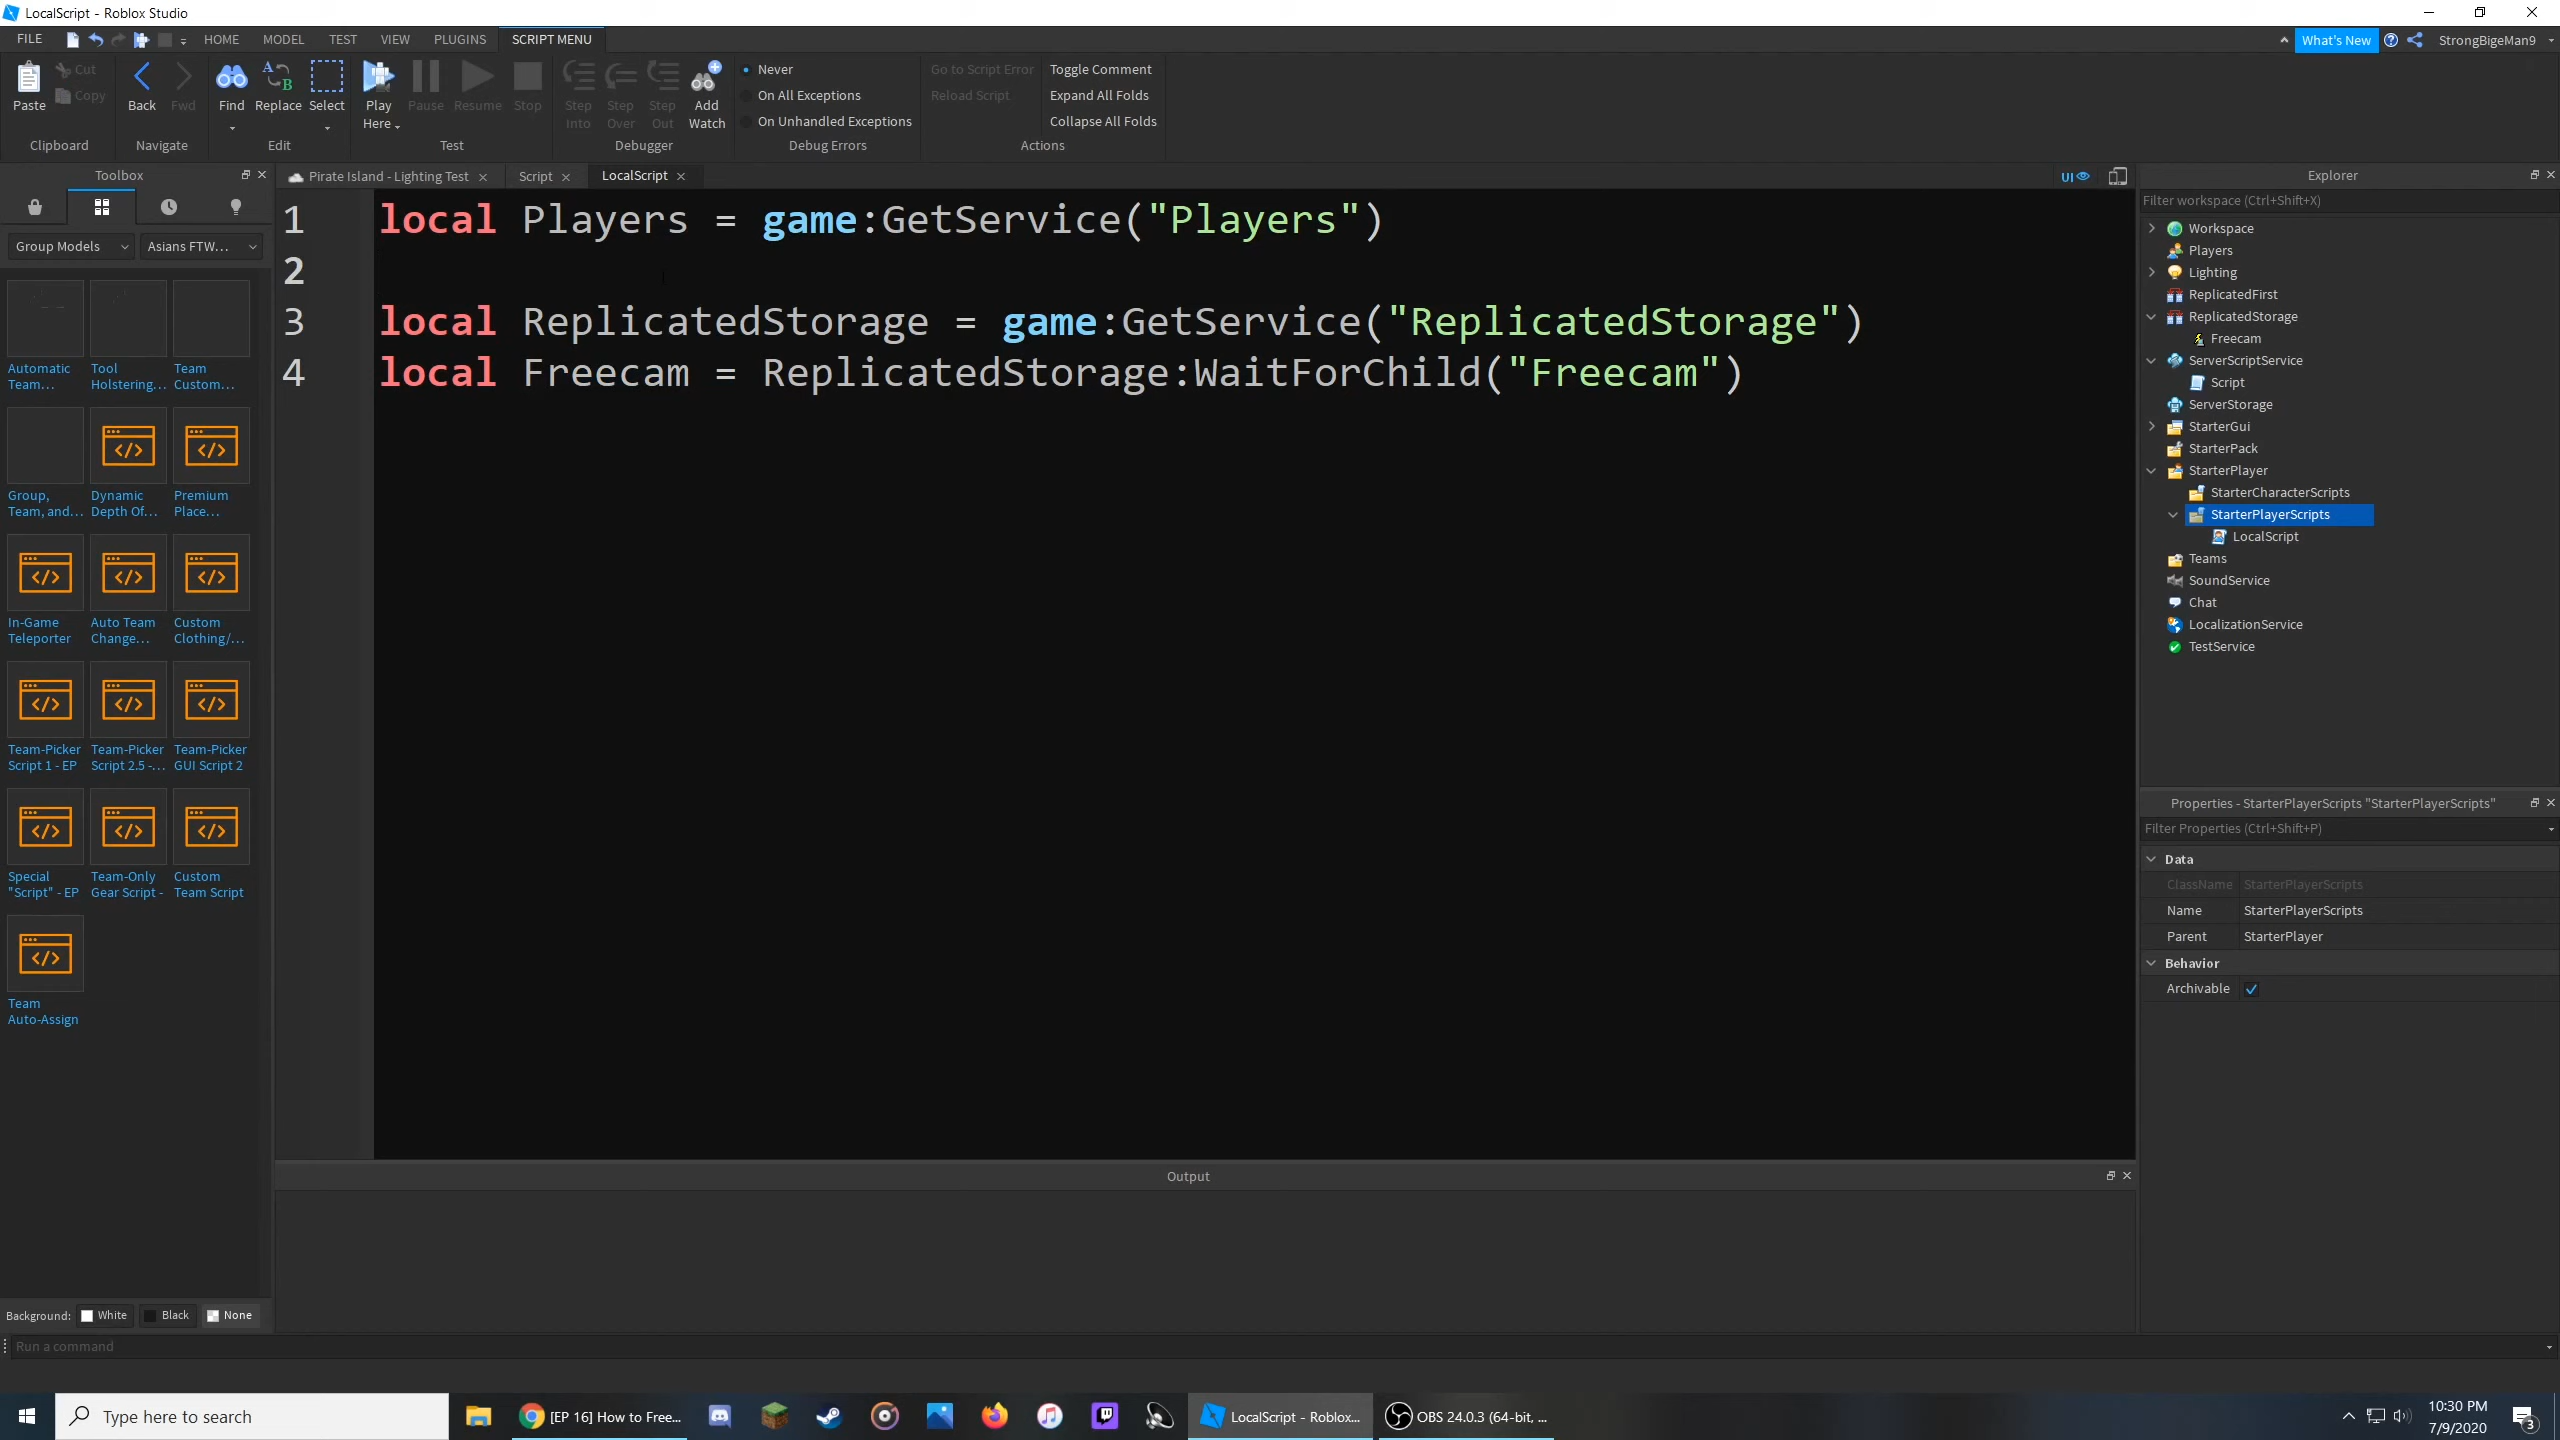 LocalScript - Roblox Studio
FILE HOME MODEL TEST VIEW PLUGINS SCRIPT MENU What's New StrongBigeMan9
Paste Cut Copy Clipboard
Back Fwd Navigate
Find Replace Select Edit
Play Here Pause Resume Stop Test
Step Into Step Over Step Out Add Watch Debugger
Never
On All Exceptions
On Unhandled Exceptions
Debug Errors
Go to Script Error
Reload Script
Toggle Comment
Expand All Folds
Collapse All Folds
Actions
Toolbox
Group Models Asians FTW...
Automatic Team...
Tool Holstering...
Team Custom...
Group, Team, and...
Dynamic Depth Of...
Premium Place...
In-Game Teleporter
Auto Team Change...
Custom Clothing/...
Team-Picker Script 1 - EP
Team-Picker Script 2.5 -...
Team-Picker GUI Script 2
Special "Script" - EP
Team-Only Gear Script -
Custom Team Script
Team Auto-Assign
Background: White Black None
Pirate Island - Lighting Test Script LocalScript UI
1 local Players = game:GetService("Players")
2
3 local ReplicatedStorage = game:GetService("ReplicatedStorage")
4 local Freecam = ReplicatedStorage:WaitForChild("Freecam")
Output
Explorer
Filter workspace (Ctrl+Shift+X)
Workspace
Players
Lighting
ReplicatedFirst
ReplicatedStorage
Freecam
ServerScriptService
Script
ServerStorage
StarterGui
StarterPack
StarterPlayer
StarterCharacterScripts
StarterPlayerScripts
LocalScript
Teams
SoundService
Chat
LocalizationService
TestService
Properties - StarterPlayerScripts "StarterPlayerScripts"
Filter Properties (Ctrl+Shift+P)
Data
ClassName StarterPlayerScripts
Name StarterPlayerScripts
Parent StarterPlayer
Behavior
Archivable
Run a command
Type here to search
[EP 16] How to Free...
LocalScript - Roblox...
OBS 24.0.3 (64-bit, ...
10:30 PM
7/9/2020
3